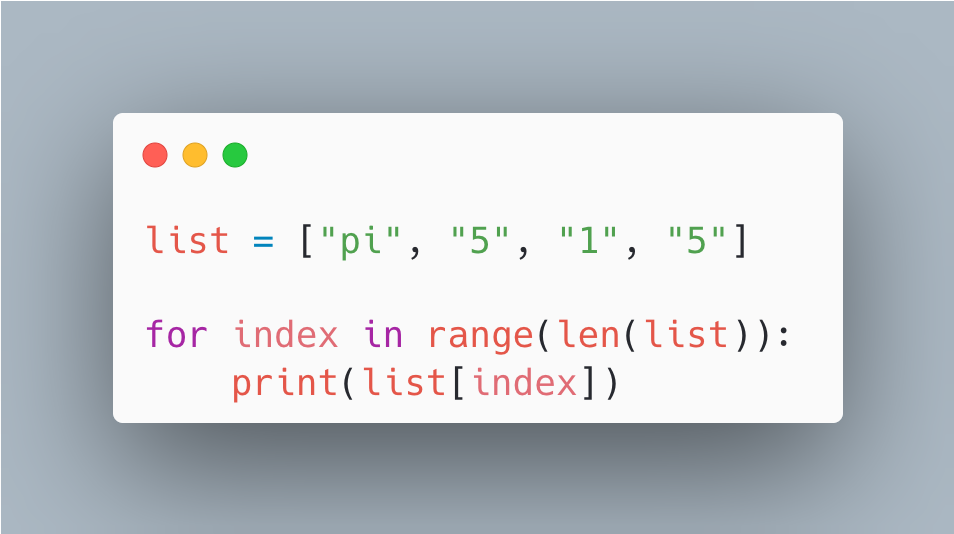 list = ["pi", "5", "1", "5"]
for index in range(len(list)):
    print(list[index])